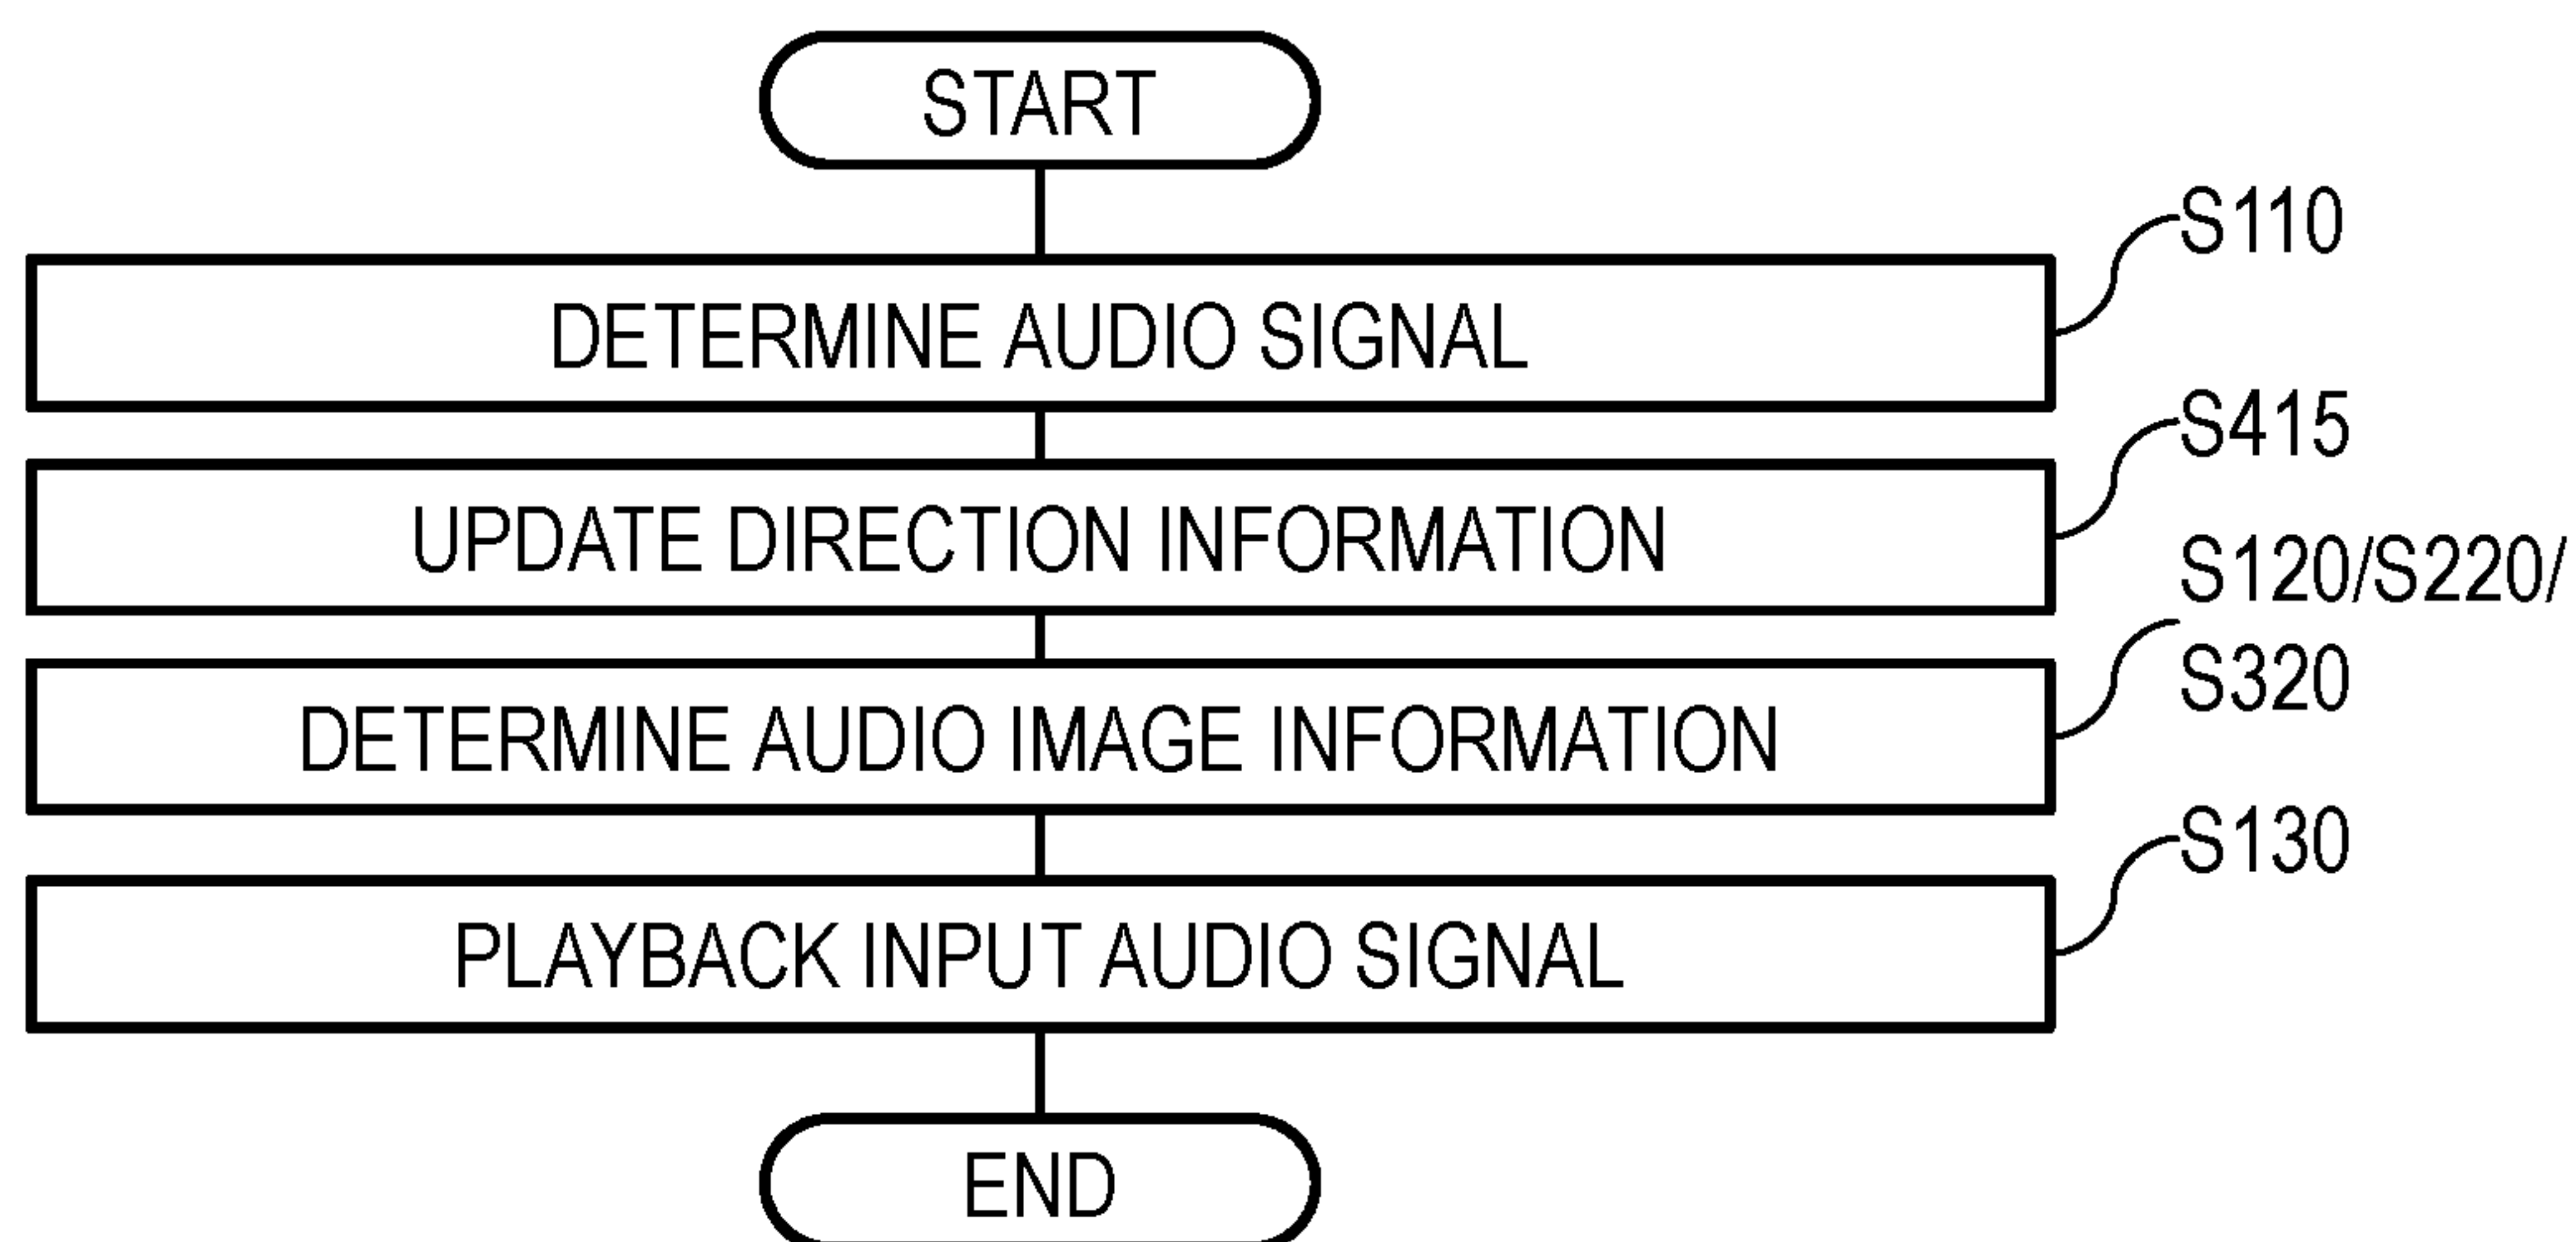 START
S110
DETERMINE AUDIO SIGNAL
S415
UPDATE DIRECTION INFORMATION
S120/S220/
S320
DETERMINE AUDIO IMAGE INFORMATION
S130
PLAYBACK INPUT AUDIO SIGNAL
END